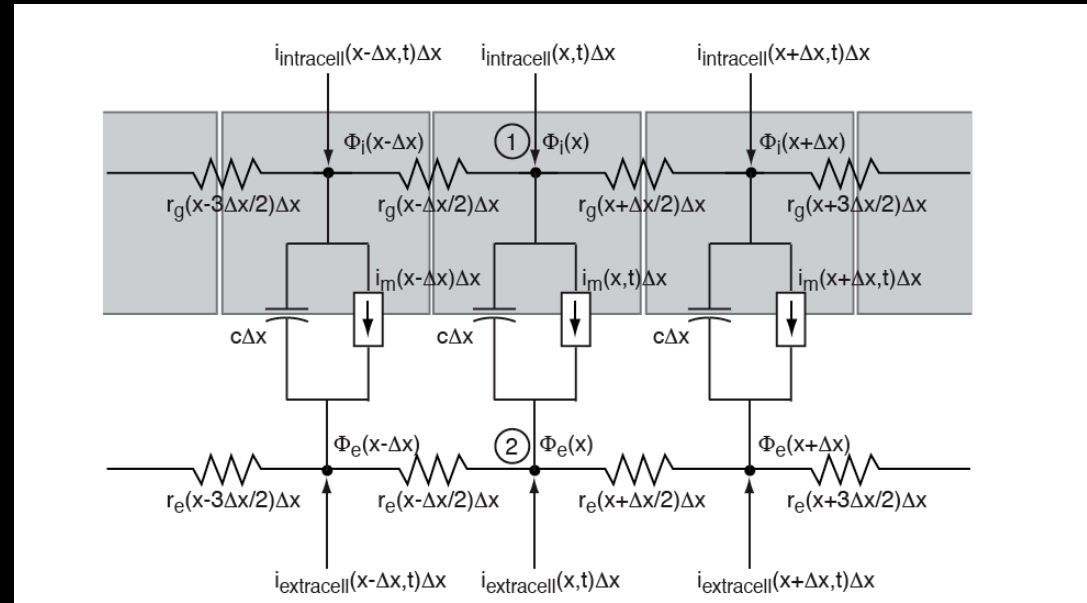 i_intracell(x-Δx,t)Δx i_intracell(x,t)Δx i_intracell(x+Δx,t)Δx
Φ_i(x-Δx) 1 Φ_i(x) Φ_i(x+Δx)
r_g(x-3Δx/2)Δx r_g(x-Δx/2)Δx r_g(x+Δx/2)Δx r_g(x+3Δx/2)Δx
i_m(x-Δx)Δx i_m(x,t)Δx i_m(x+Δx,t)Δx
cΔx cΔx cΔx
Φ_e(x-Δx) 2 Φ_e(x) Φ_e(x+Δx)
r_e(x-3Δx/2)Δx r_e(x-Δx/2)Δx r_e(x+Δx/2)Δx r_e(x+3Δx/2)Δx
i_extracell(x-Δx,t)Δx i_extracell(x,t)Δx i_extracell(x+Δx,t)Δx